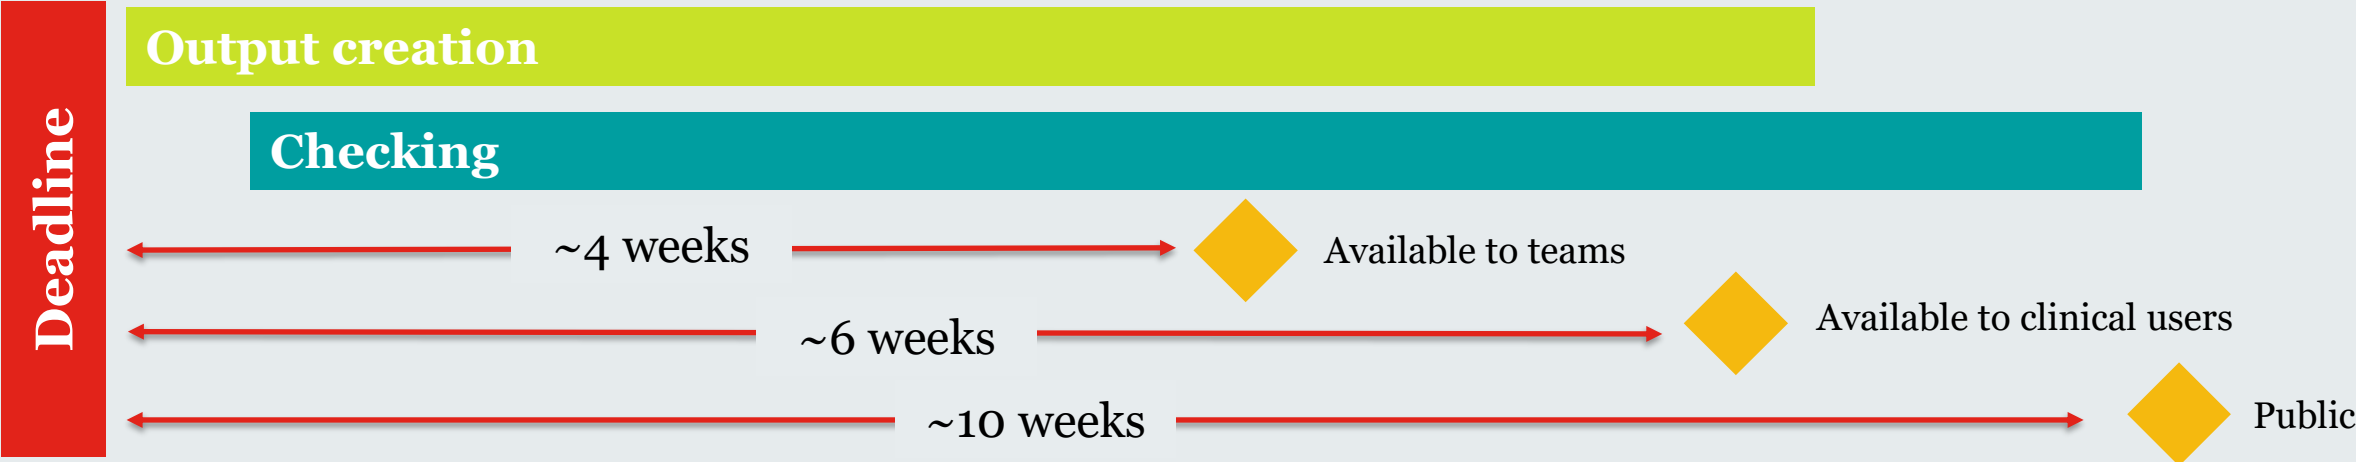 Deadline
Output creation
Checking
~4 weeks
Available to teams
~6 weeks
Available to clinical users
~10 weeks
Public